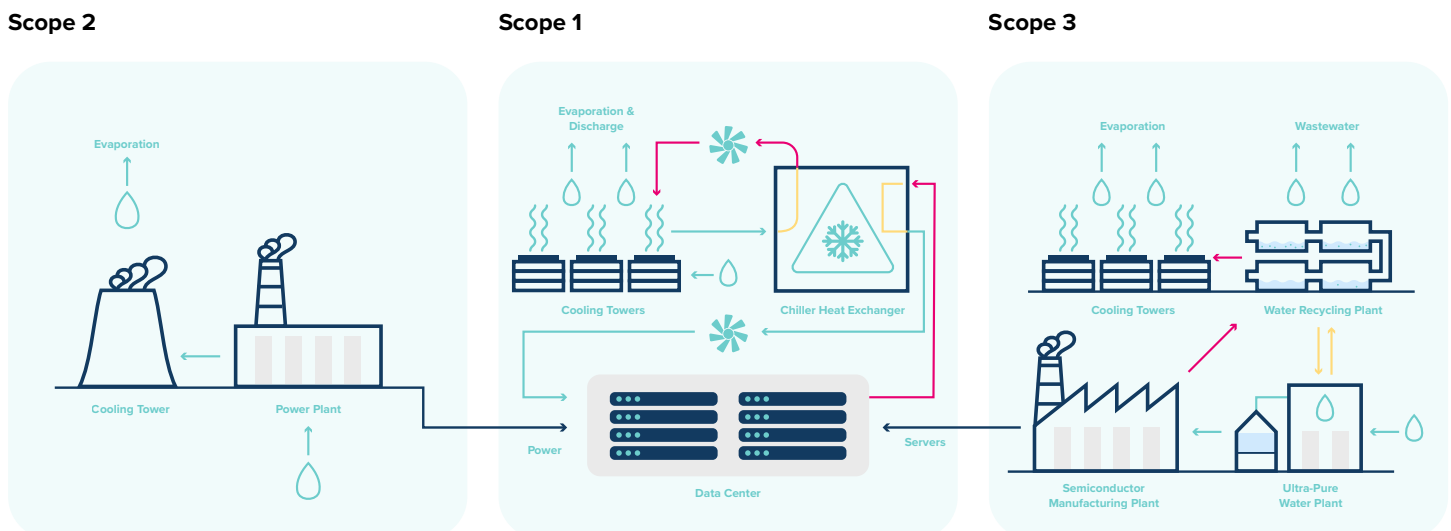 Scope 2
Evaporation
Cooling Tower
Power Plant
Scope 1
Evaporation &
Discharge
Cooling Towers
Chiller Heat Exchanger
Power
Data Center
Scope 3
Evaporation
Wastewater
Cooling Towers
Water Recycling Plant
Servers
Semiconductor
Manufacturing Plant
Ultra-Pure
Water Plant